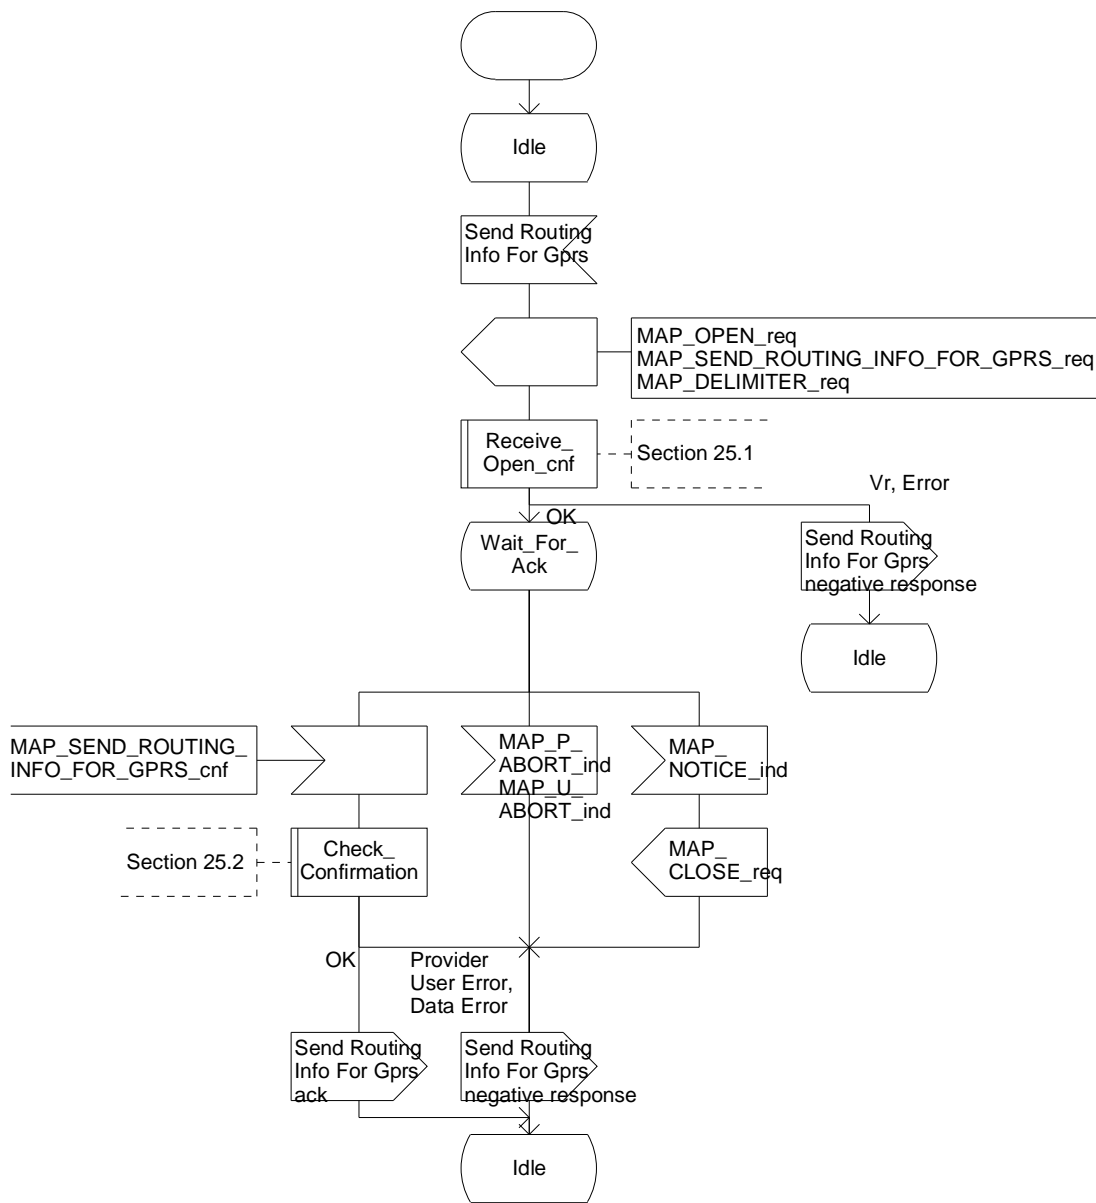 Idle
Send Routing
Info For Gprs
MAP_OPEN_req
MAP_SEND_ROUTING_INFO_FOR_GPRS_req
MAP_DELIMITER_req
Receive_
Open_cnf
Section 25.1
Vr, Error
OK
Wait_For_
Ack
Send Routing
Info For Gprs
negative response
Idle
MAP_SEND_ROUTING_
INFO_FOR_GPRS_cnf
MAP_P_
ABORT_ind
MAP_U_
ABORT_ind
MAP_
NOTICE_ind
Section 25.2
Check_
Confirmation
MAP_
CLOSE_req
OK
Provider
User Error,
Data Error
Send Routing
Info For Gprs
ack
Send Routing
Info For Gprs
negative response
Idle